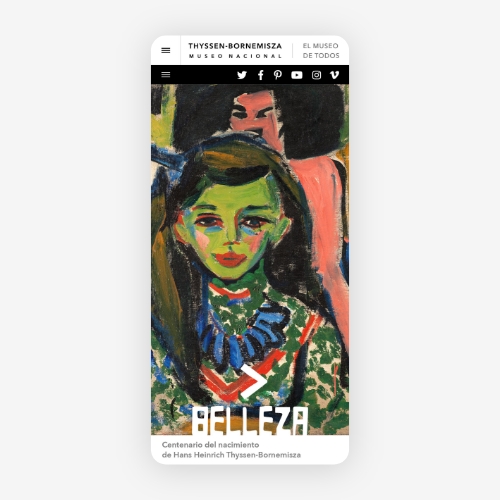 THYSSEN-BORNEMISZA
MUSEO NACIONAL
EL MUSEO
DE TODOS
BELLEZA
Centenario del nacimiento
de Hans Heinrich Thyssen-Bornemisza